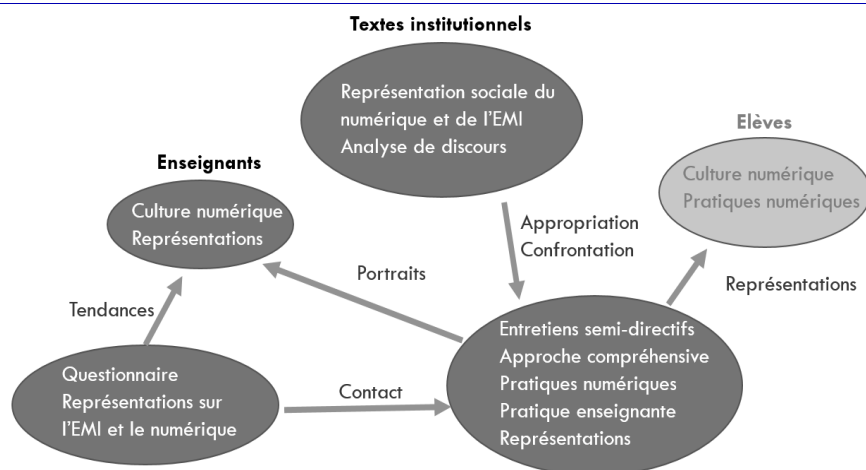 Textes institutionnels
Représentation sociale du
numérique et de l'EMI
Analyse de discours
Elèves
Culture numérique
Pratiques numériques
Enseignants
Culture numérique
Représentations
Appropriation
Confrontation
Portraits
Représentations
Tendances
Entretiens semi-directifs
Approche compréhensive
Pratiques numériques
Pratique enseignante
Représentations
Questionnaire
Représentations sur
l'EMI et le numérique
Contact